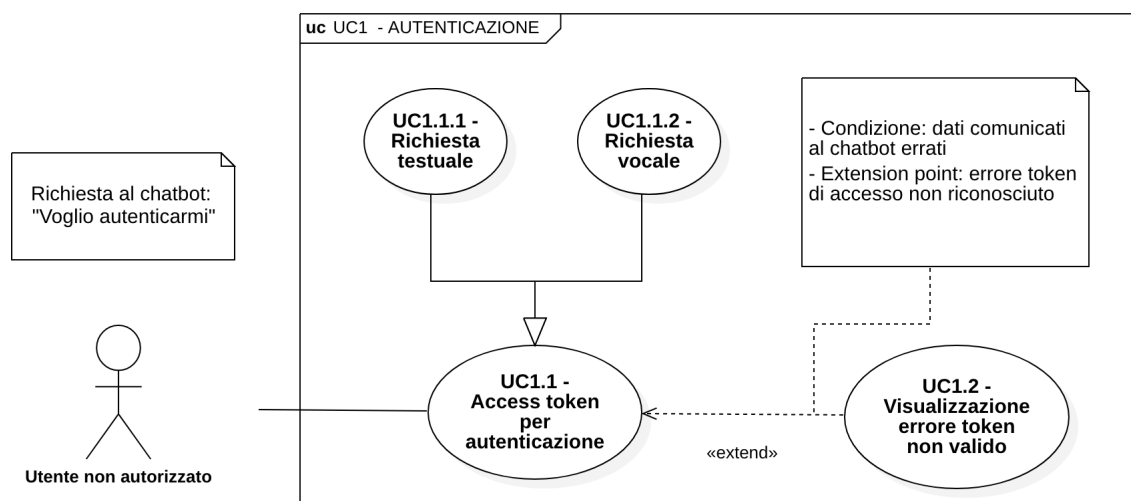 uc UC1 - AUTENTICAZIONE
UC1.1.1 -
Richiesta
testuale
UC1.1.2 -
Richiesta
vocale
- Condizione: dati comunicati
al chatbot errati
- Extension point: errore token
di accesso non riconosciuto
Richiesta al chatbot:
"Voglio autenticarmi"
UC1.1 -
Access token
per
autenticazione
UC1.2 -
Visualizzazione
errore token
non valido
«extend»
Utente non autorizzato